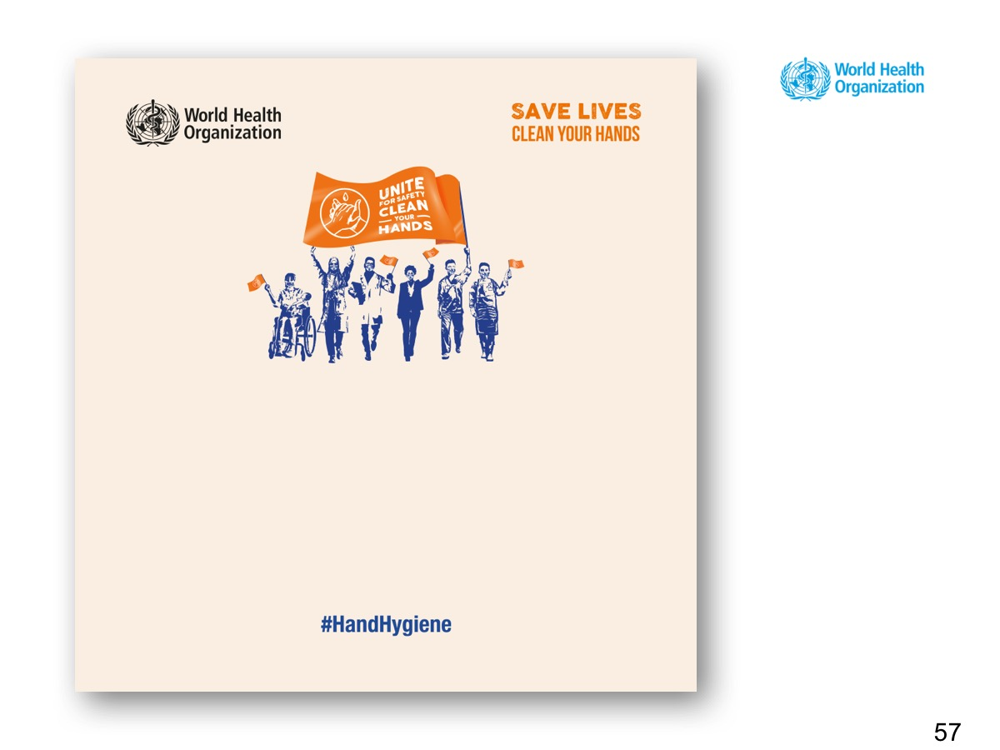 World Health
Organization
SAVE LIVES
CLEAN YOUR HANDS
UNITE
FOR SAFETY
CLEAN
YOUR
HANDS
#HandHygiene
World Health
Organization
57